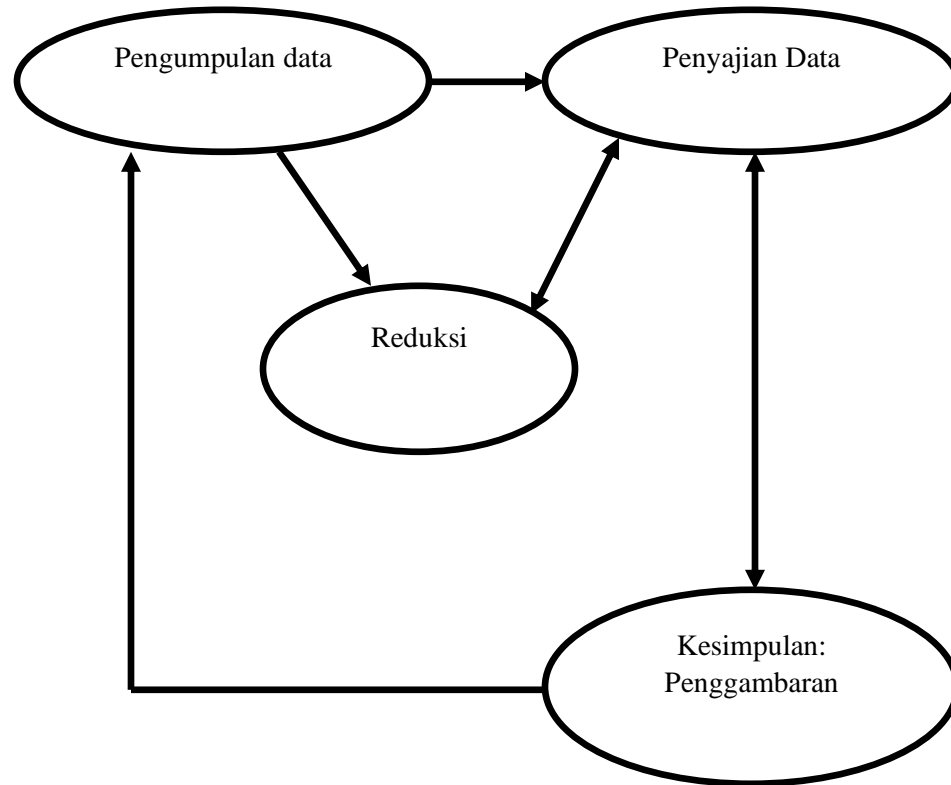 Pengumpulan data
Penyajian Data
Reduksi
Kesimpulan:
Penggambaran